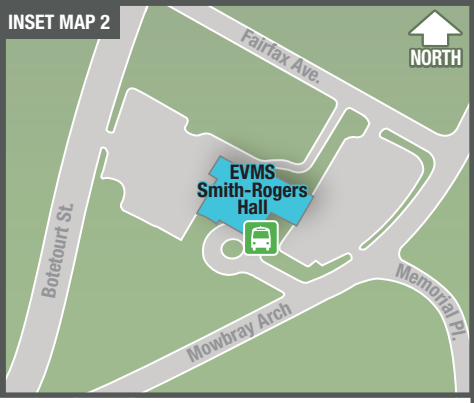 INSET MAP 2
NORTH
Fairfax Ave.
EVMS
Smith-Rogers
Hall
Botetourt St.
Memorial Pl.
Mowbray Arch